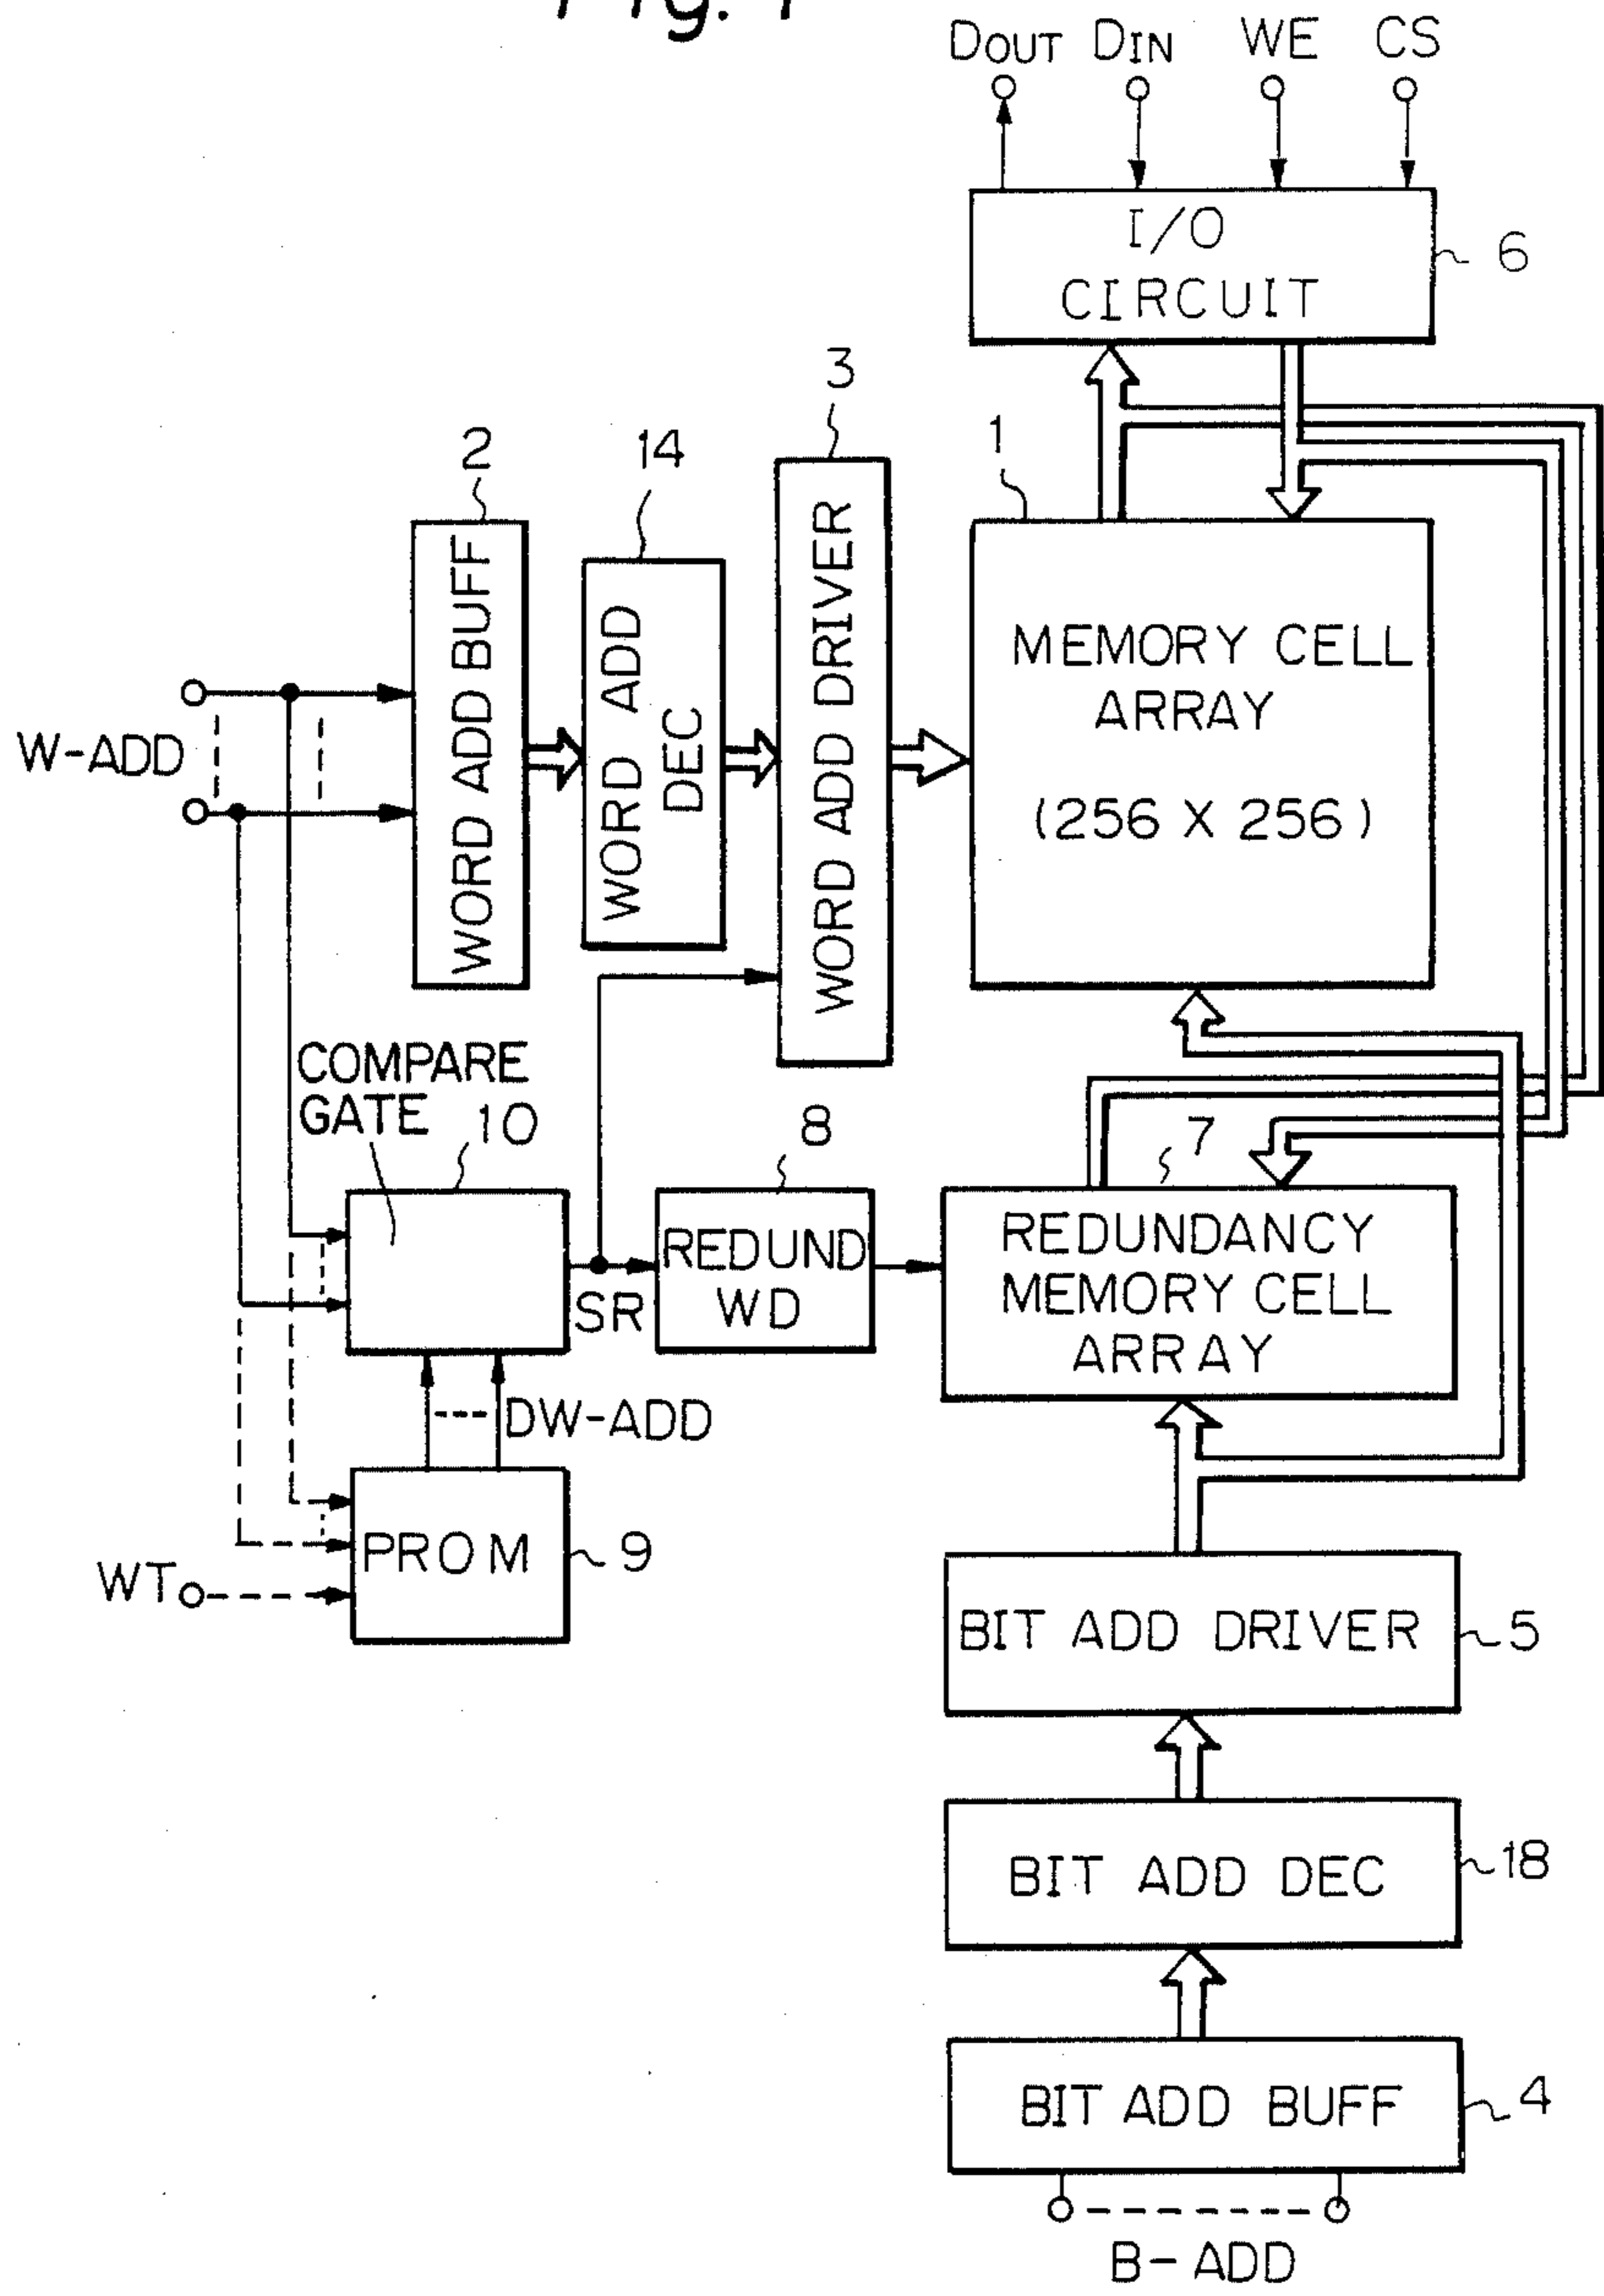 Fig. 1
DOUT DIN WE CS
I/O
CIRCUIT
6
3
2
14
1
WORD ADD BUFF
WORD ADD
DEC
WORD ADD DRIVER
MEMORY CELL
ARRAY
(256 X 256)
W-ADD
COMPARE
GATE
10
8
7
REDUND
WD
SR
REDUNDANCY
MEMORY CELL
ARRAY
DW-ADD
PROM
9
WT
BIT ADD DRIVER
5
BIT ADD DEC
18
BIT ADD BUFF
4
B-ADD